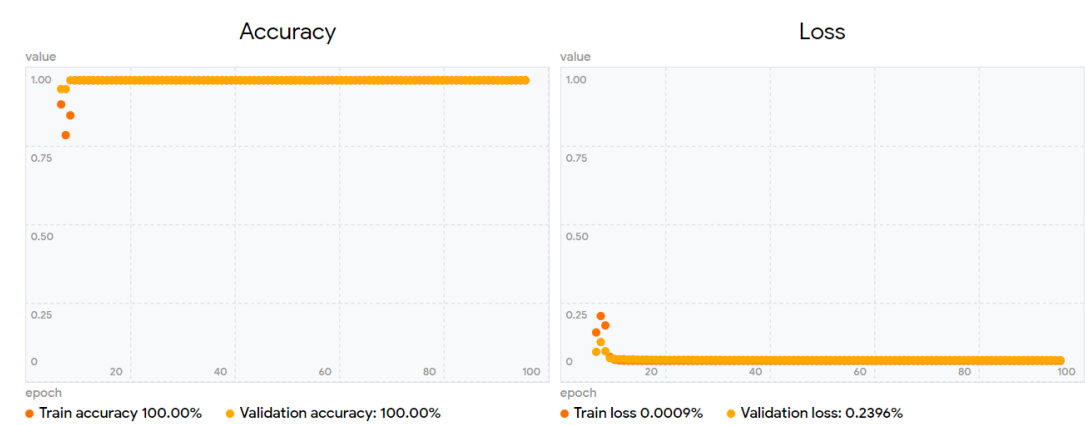 Accuracy
value
1.00
0.75
0.50
0.25
0
20
40
60
80
100
epoch
Train accuracy 100.00%
Validation accuracy: 100.00%
Loss
value
1.00
0.75
0.50
0.25
0
20
40
60
80
100
epoch
Train loss 0.0009%
Validation loss: 0.2396%